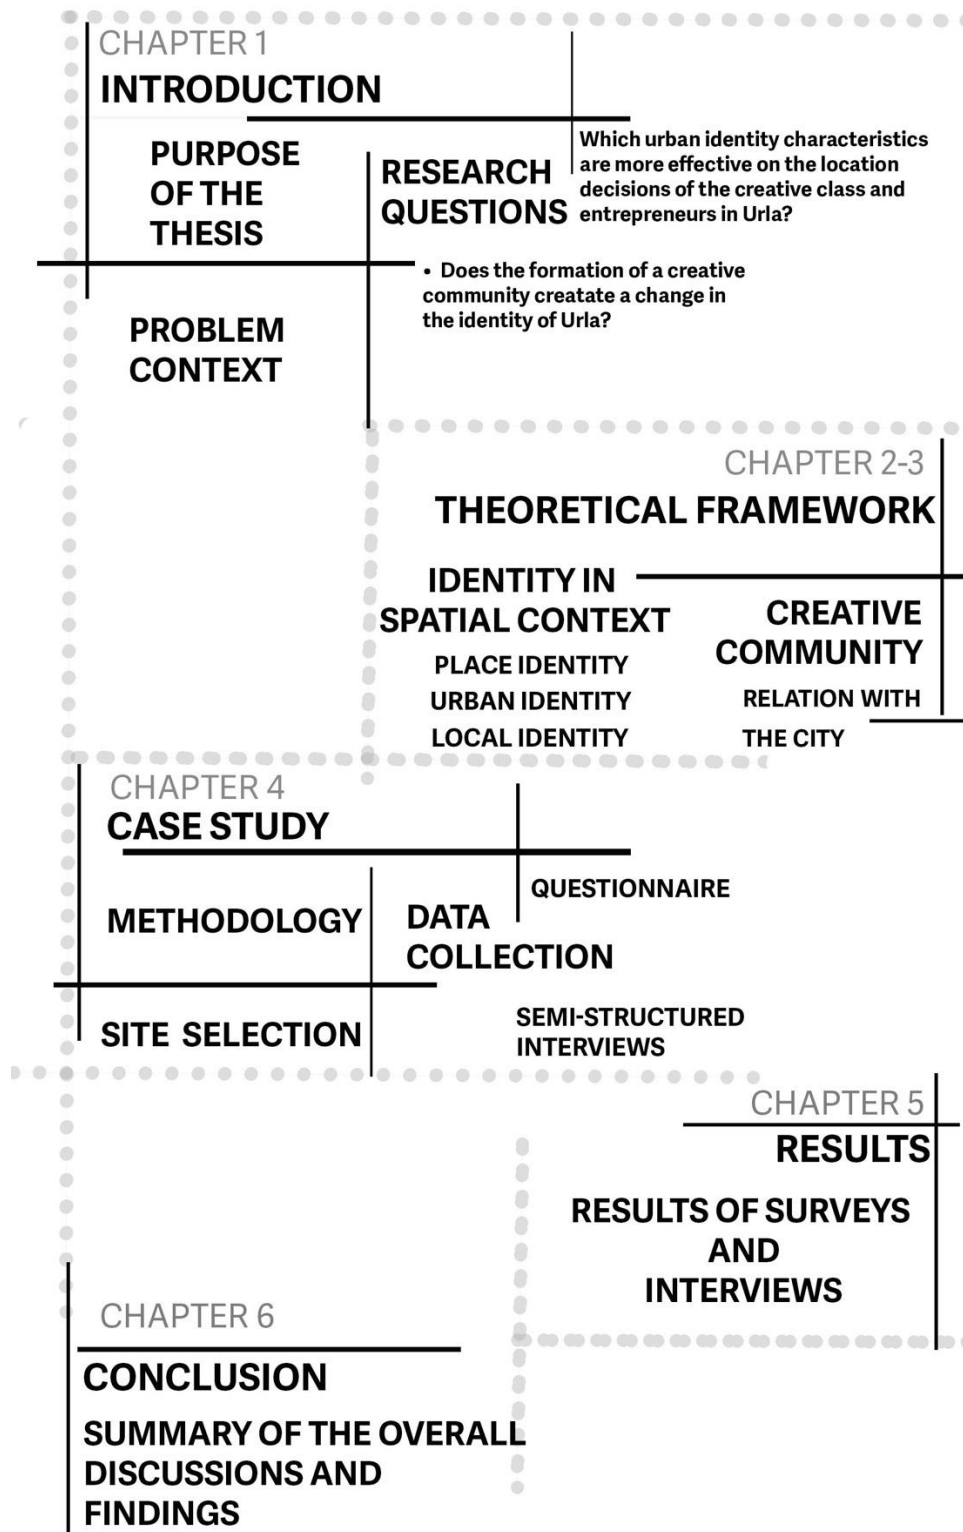 CHAPTER 1
INTRODUCTION
PURPOSE
OF THE
THESIS
RESEARCH
QUESTIONS
Which urban identity characteristics
are more effective on the location
decisions of the creative class and
entrepreneurs in Urla?
• Does the formation of a creative
community creatate a change in
the identity of Urla?
PROBLEM
CONTEXT
CHAPTER 2-3
THEORETICAL FRAMEWORK
IDENTITY IN
SPATIAL CONTEXT
PLACE IDENTITY
URBAN IDENTITY
LOCAL IDENTITY
CREATIVE
COMMUNITY
RELATION WITH
THE CITY
CHAPTER 4
CASE STUDY
METHODOLOGY
DATA
COLLECTION
QUESTIONNAIRE
SITE SELECTION
SEMI-STRUCTURED
INTERVIEWS
CHAPTER 5
RESULTS
RESULTS OF SURVEYS
AND
INTERVIEWS
CHAPTER 6
CONCLUSION
SUMMARY OF THE OVERALL
DISCUSSIONS AND
FINDINGS